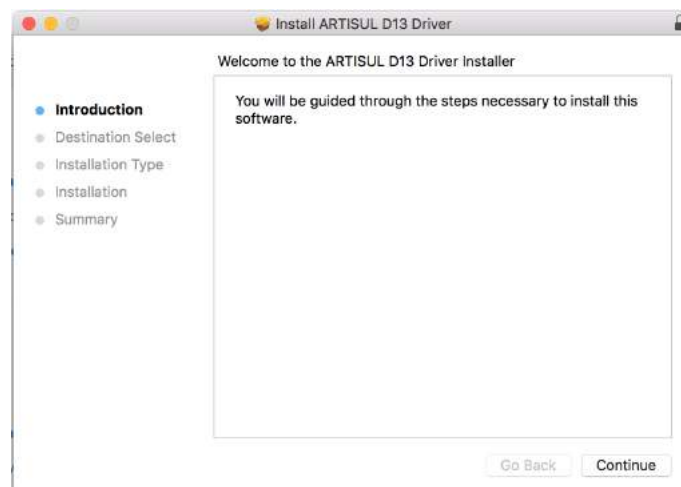 Install ARTISUL D13 Driver
Welcome to the ARTISUL D13 Driver Installer
Introduction
Destination Select
Installation Type
Installation
Summary
You will be guided through the steps necessary to install this
software.
Go Back
Continue